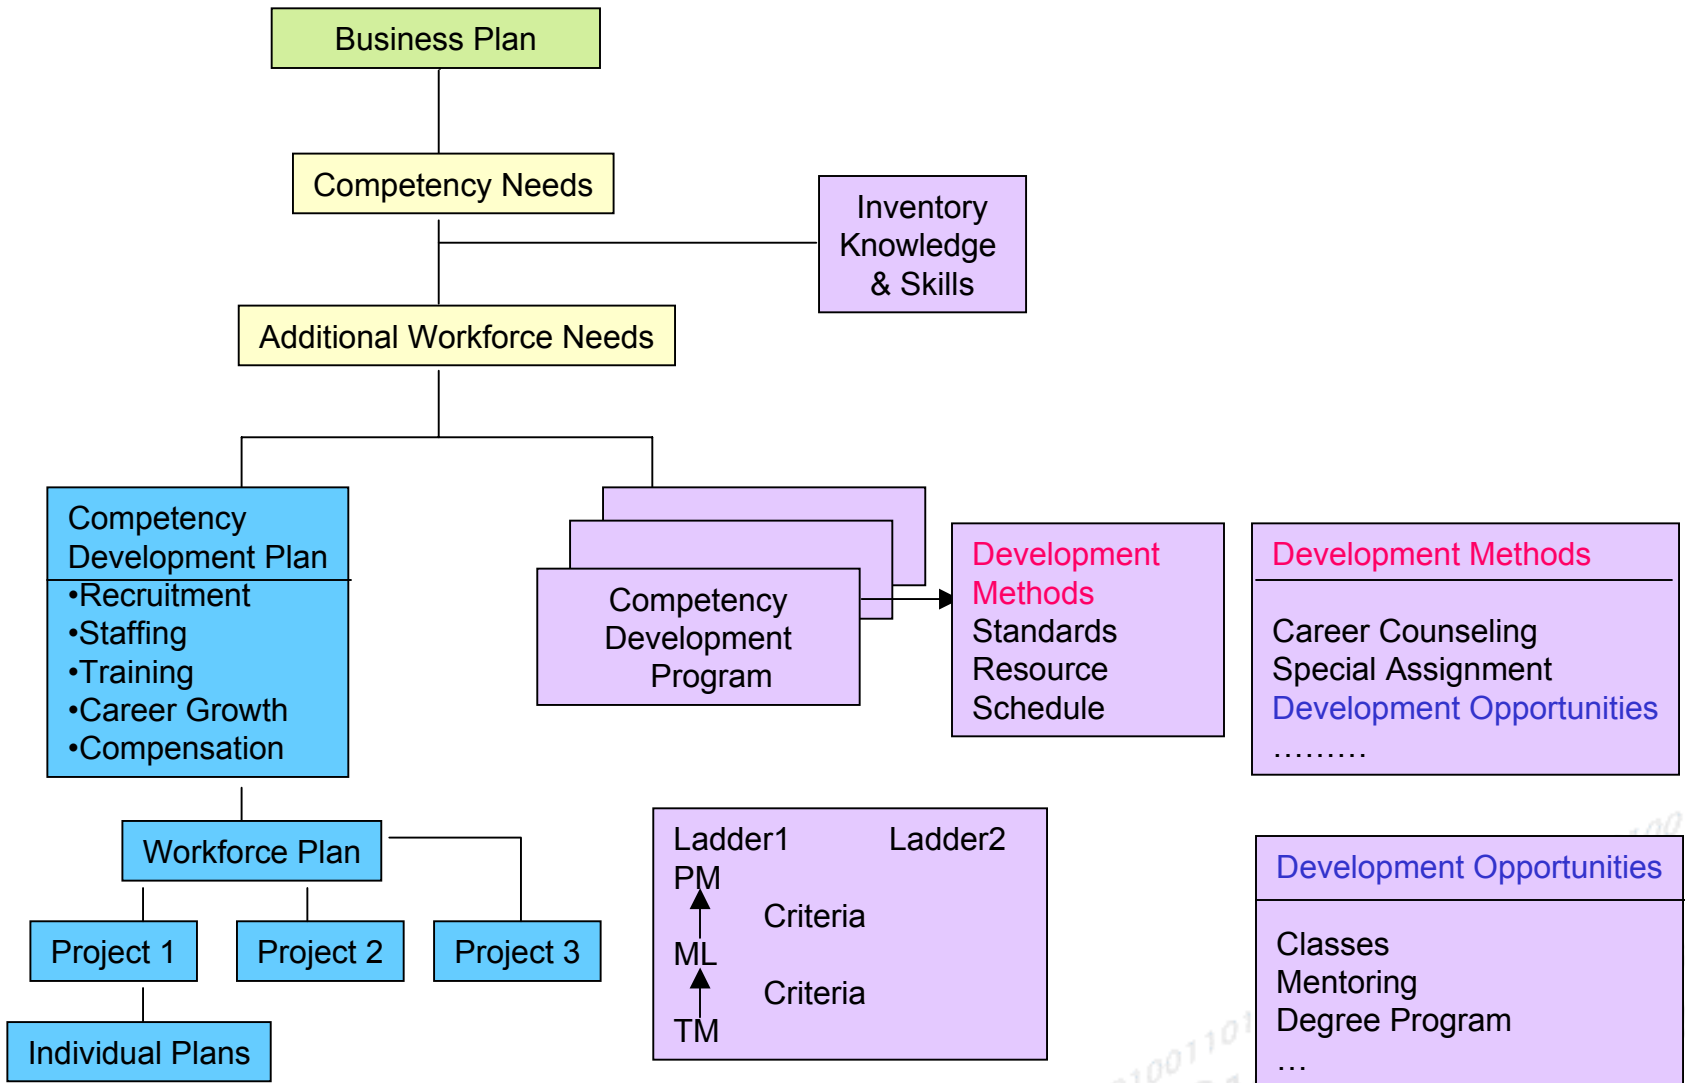 Business Plan
Competency Needs
Inventory
Knowledge
& Skills
Additional Workforce Needs
Competency
Development Plan
•Recruitment
•Staffing
•Training
•Career Growth
•Compensation
Competency
Development
Program
Development
Methods
Standards
Resource
Schedule
Development Methods
Career Counseling
Special Assignment
Development Opportunities
………
Workforce Plan
Project 1
Project 2
Project 3
Individual Plans
Ladder1 Ladder2
PM
Criteria
ML
Criteria
TM
Development Opportunities
Classes
Mentoring
Degree Program
…